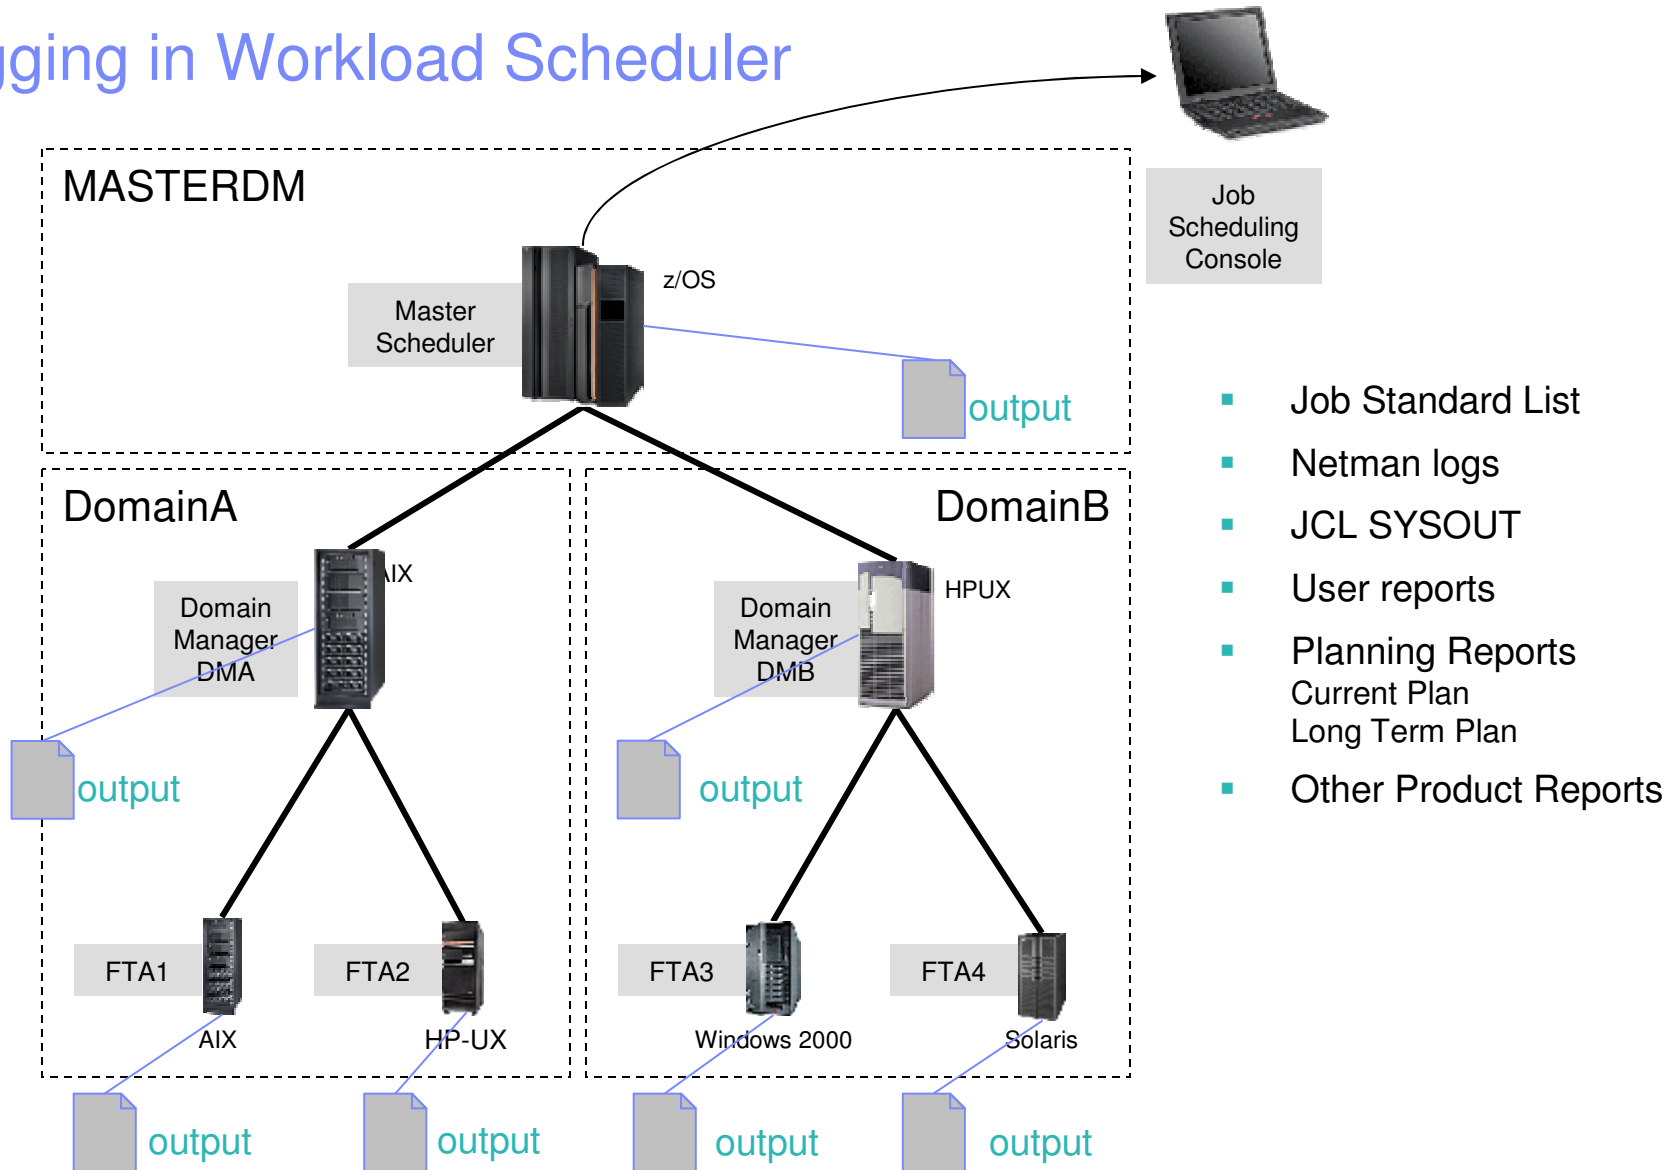 gging in Workload Scheduler
MASTERDM
Job
Scheduling
Console
z/OS
Master
Scheduler
output
DomainA
DomainB
AIX
Domain
Manager
DMA
HPUX
Domain
Manager
DMB
output
output
FTA1
FTA2
FTA3
FTA4
AIX
HP-UX
Windows 2000
Solaris
output
output
output
output
Job Standard List
Netman logs
JCL SYSOUT
User reports
Planning Reports
Current Plan
Long Term Plan
Other Product Reports